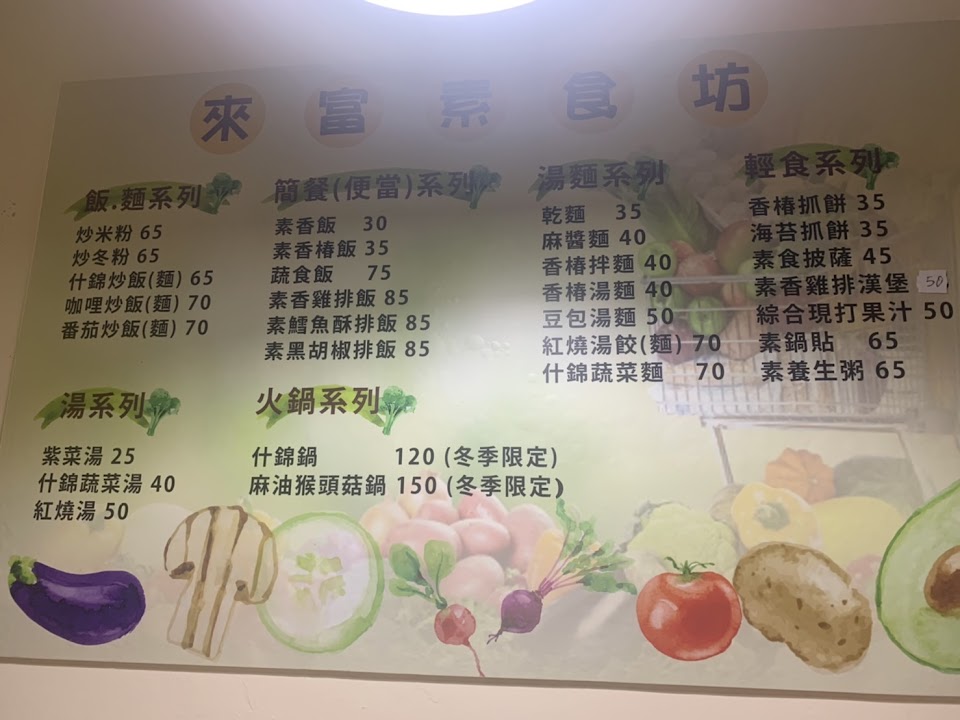 來富素食坊
飯.麵系列
炒米粉 65
炒冬粉 65
什錦炒飯(麵) 65
咖哩炒飯(麵) 70
番茄炒飯(麵) 70
簡餐(便當)系列
素香飯 30
素香椿飯 35
蔬食飯 75
素香雞排飯 85
素鱈魚酥排飯 85
素黑胡椒排飯 85
湯麵系列
乾麵 35
麻醬麵 40
香椿拌麵 40
香椿湯麵 40
豆包湯麵 50
紅燒湯餃(麵) 70
什錦蔬菜麵 70
輕食系列
香椿抓餅 35
海苔抓餅 35
素食披薩 45
素香雞排漢堡 50
綜合現打果汁 50
素鍋貼 65
素養生粥 65
湯系列
紫菜湯 25
什錦蔬菜湯 40
紅燒湯 50
火鍋系列
什錦鍋 120 (冬季限定)
麻油猴頭菇鍋 150 (冬季限定)